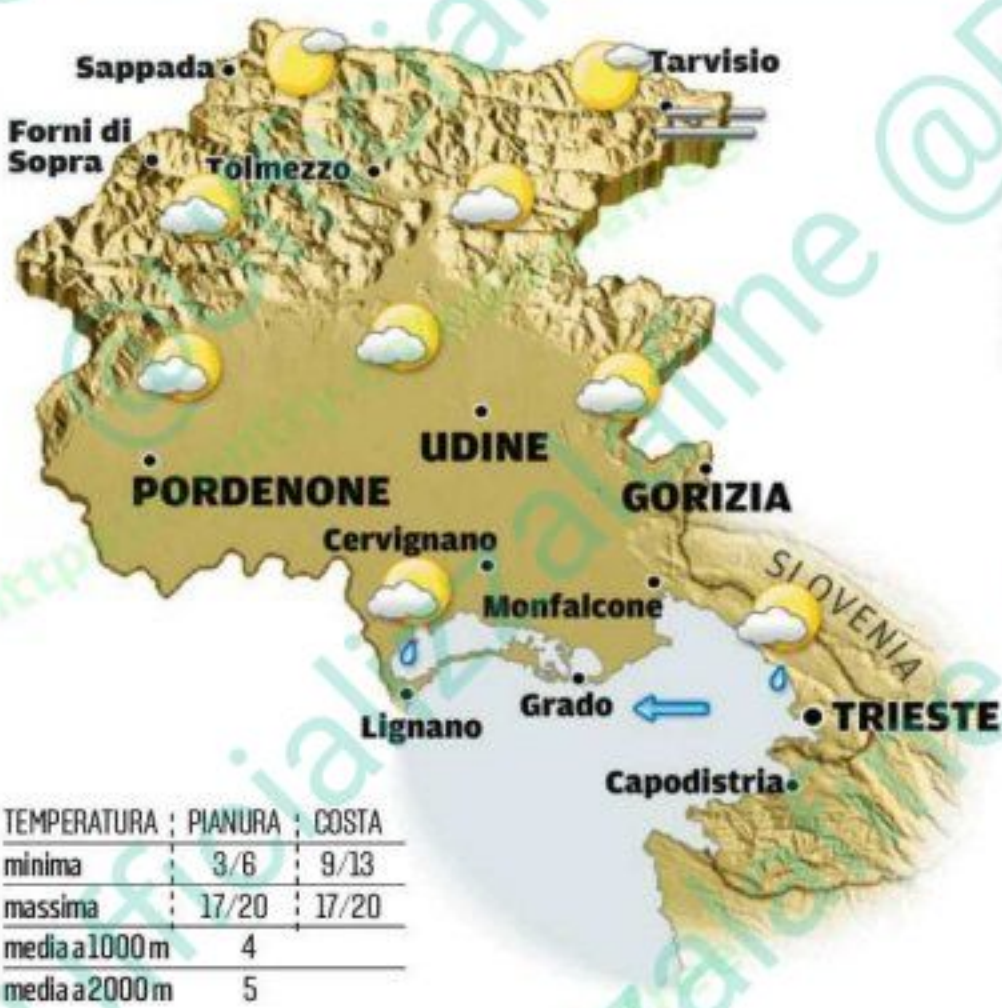 Sappada
Tarvisio
Forni di
Sopra
Tolmezzo
UDINE
PORDENONE
GORIZIA
Cervignano
SLOVENIA
Monfalcone
Grado
Lignano
TRIESTE
Capodistria
TEMPERATURA PIANURA COSTA
minima 3/6 9/13
massima 17/20 17/20
media a 1000 m 4
media a 2000 m 5